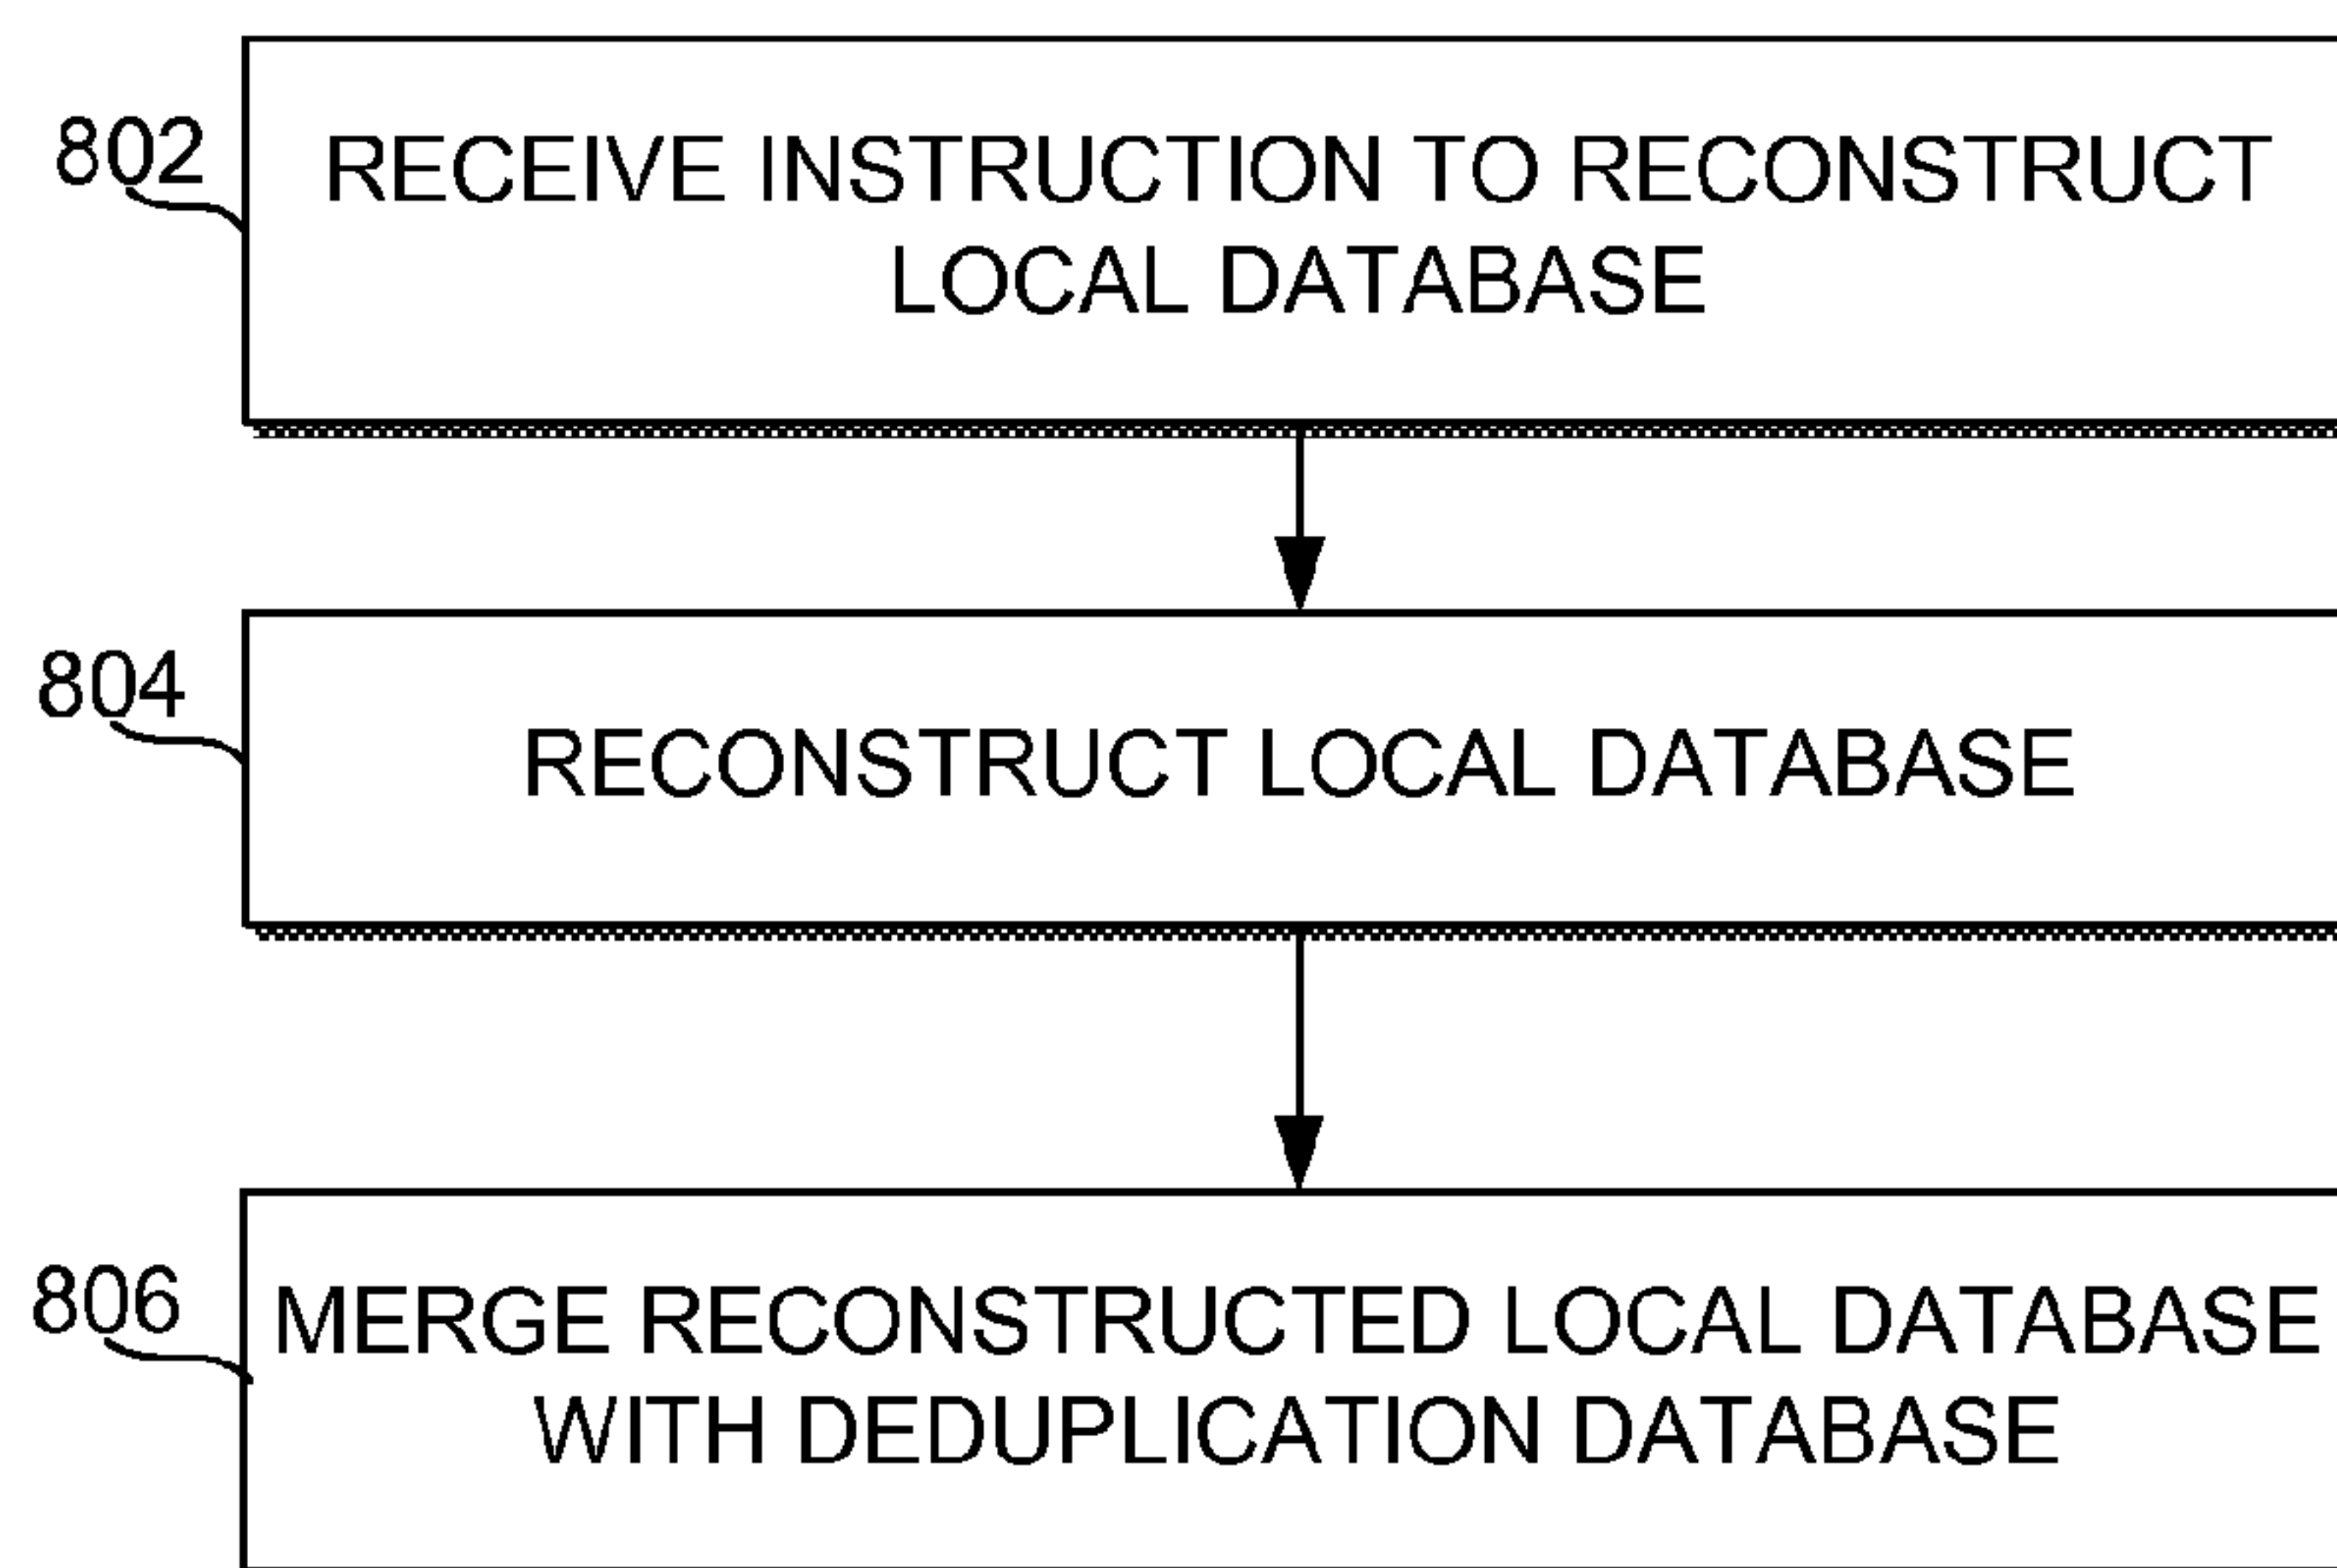 802
RECEIVE INSTRUCTION TO RECONSTRUCT
LOCAL DATABASE
804
RECONSTRUCT LOCAL DATABASE
806
MERGE RECONSTRUCTED LOCAL DATABASE
WITH DEDUPLICATION DATABASE